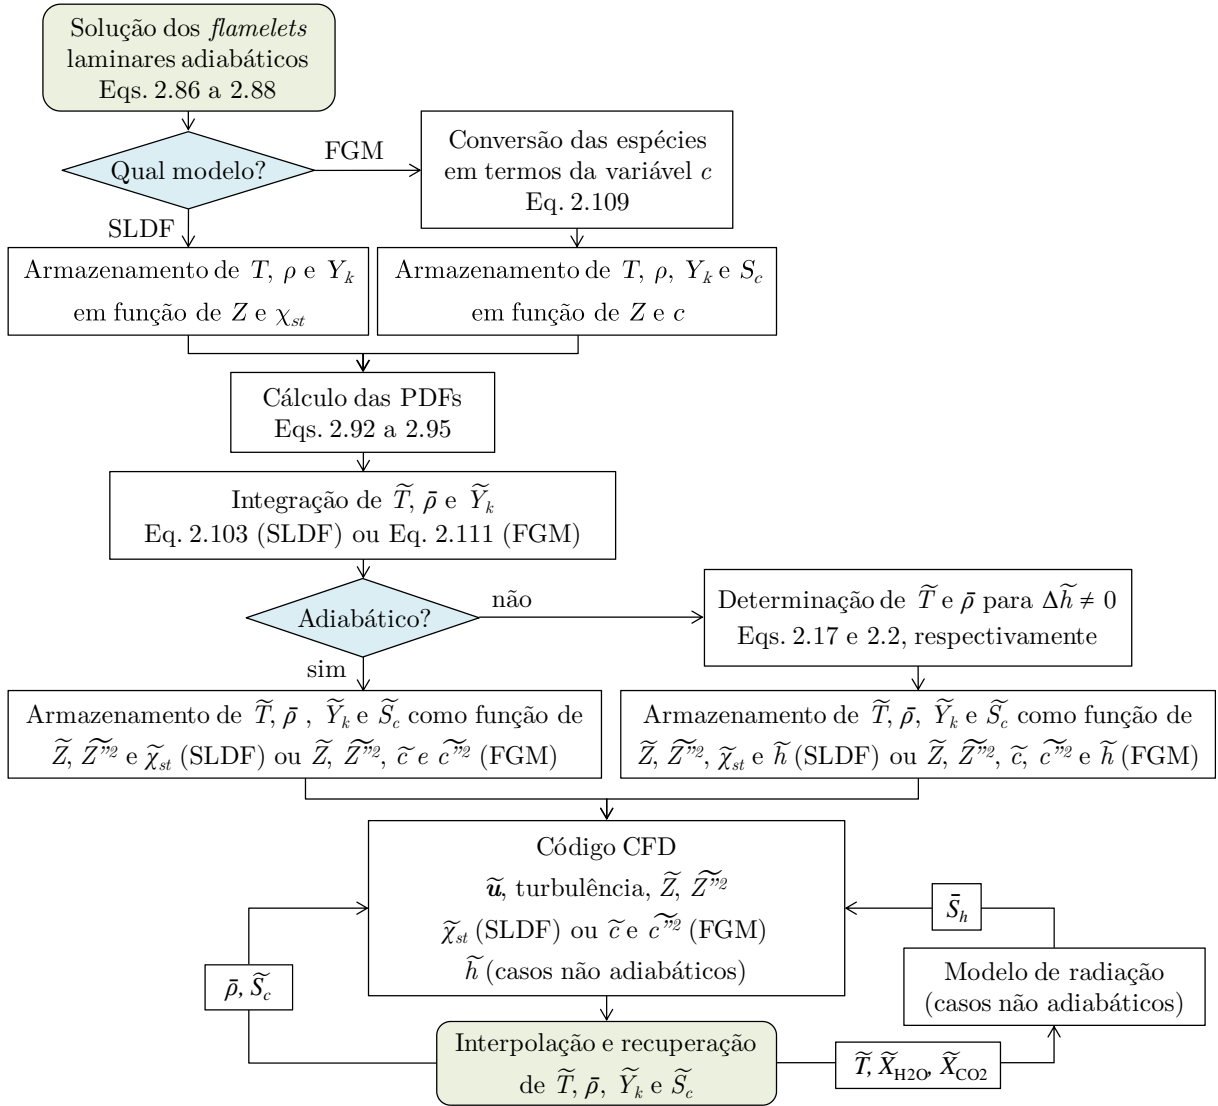 Solução dos flamelets
laminares adiabáticos
Eqs. 2.86 a 2.88
Qual modelo?
FGM
Conversão das espécies
em termos da variável c
Eq. 2.109
SLDF
Armazenamento de T, ρ e Y_k
em função de Z e χ_st
Armazenamento de T, ρ, Y_k e S_c
em função de Z e c
Cálculo das PDFs
Eqs. 2.92 a 2.95
Integração de T̃, ρ̄ e Ỹ_k
Eq. 2.103 (SLDF) ou Eq. 2.111 (FGM)
Adiabático?
não
Determinação de T̃ e ρ̄ para Δh̃ ≠ 0
Eqs. 2.17 e 2.2, respectivamente
sim
Armazenamento de T̃, ρ̄ , Ỹ_k e S̃_c como função de
Z̃, Z̃”² e χ̃_st (SLDF) ou Z̃, Z̃”², c̃ e c̃”² (FGM)
Armazenamento de T̃, ρ̄, Ỹ_k e S̃_c como função de
Z̃, Z̃”², χ̃_st e h̃ (SLDF) ou Z̃, Z̃”², c̃, c̃”² e h̃ (FGM)
Código CFD
ũ, turbulência, Z̃, Z̃”²
χ̃_st (SLDF) ou c̃ e c̃”² (FGM)
h̃ (casos não adiabáticos)
ρ̄, S̃_c
S̄_h
Modelo de radiação
(casos não adiabáticos)
Interpolação e recuperação
de T̃, ρ̄, Ỹ_k e S̃_c
T̃, X̃_H2O, X̃_CO2